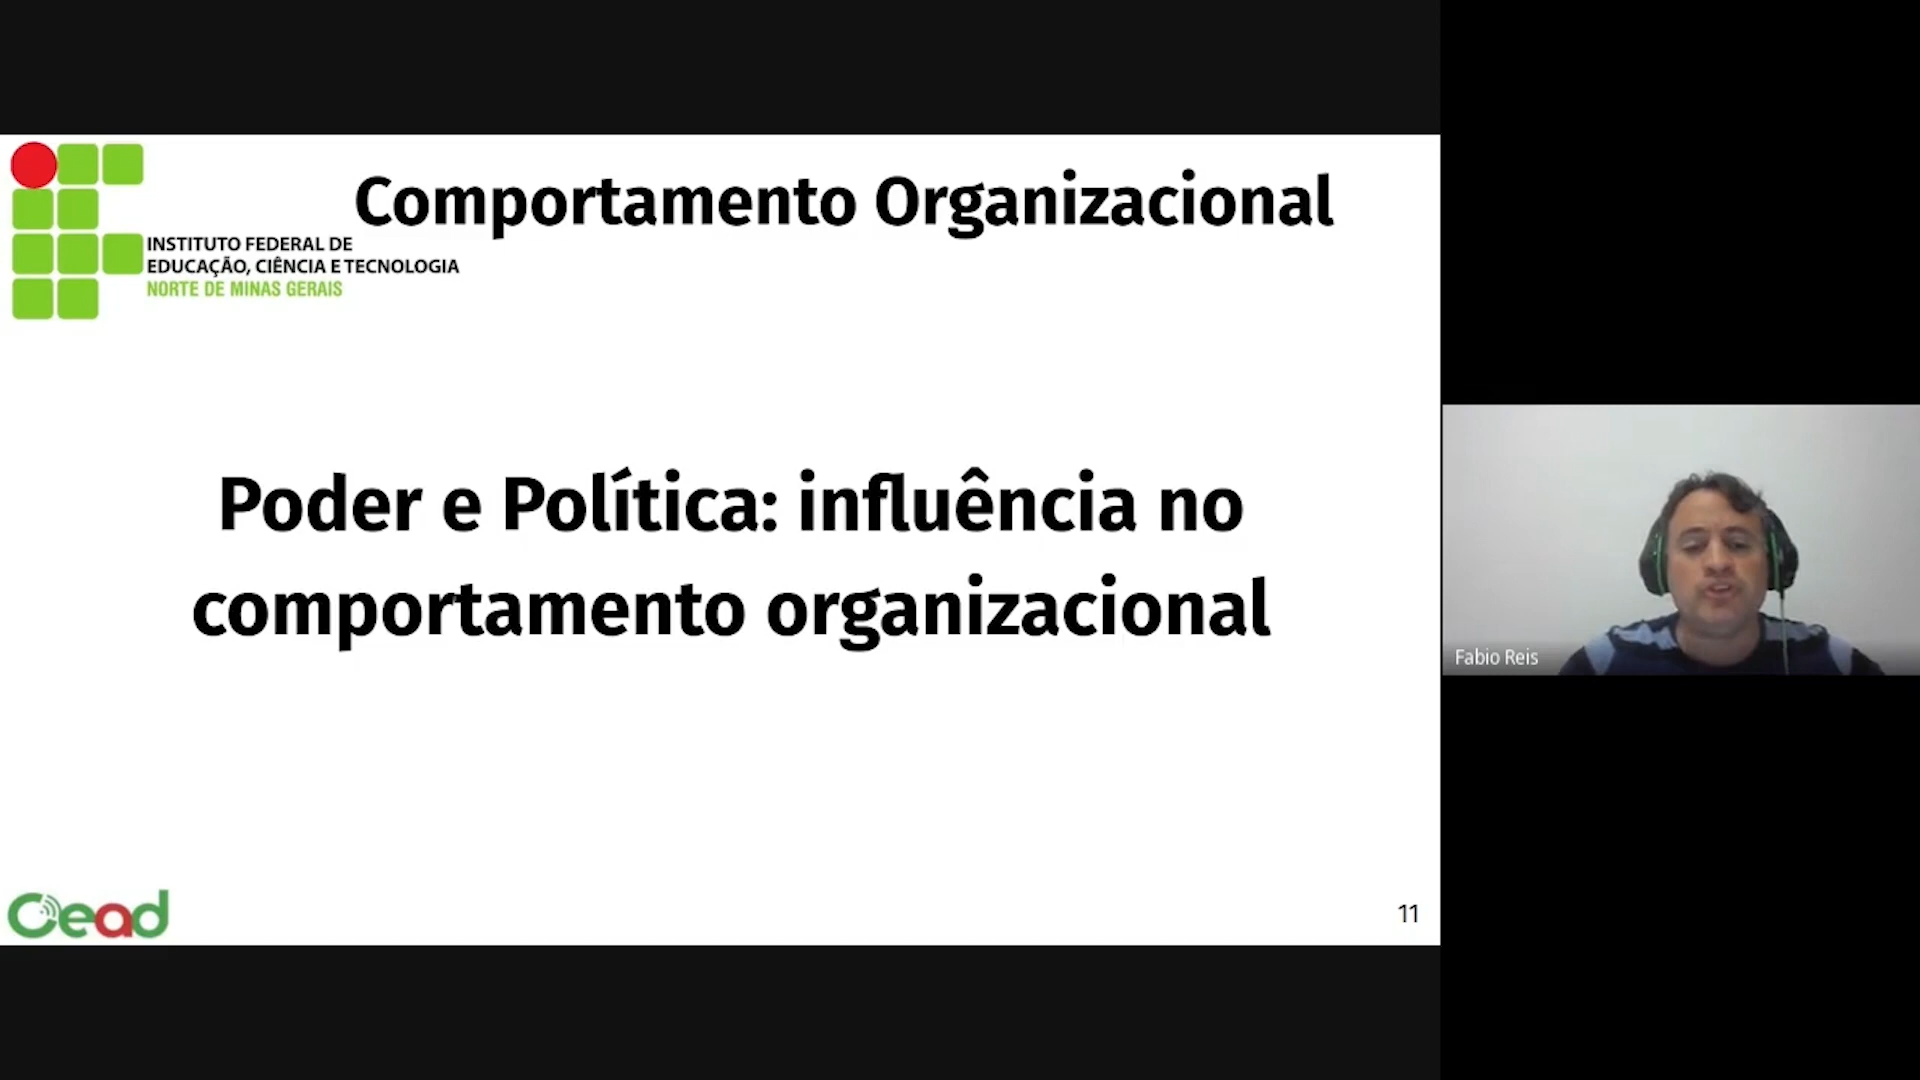 Comportamento Organizacional
INSTITUTO FEDERAL DE
EDUCAÇÃO, CIÊNCIA E TECNOLOGIA
NORTE DE MINAS GERAIS
Poder e Política: influência no
comportamento organizacional
Fabio Reis
Cead
11